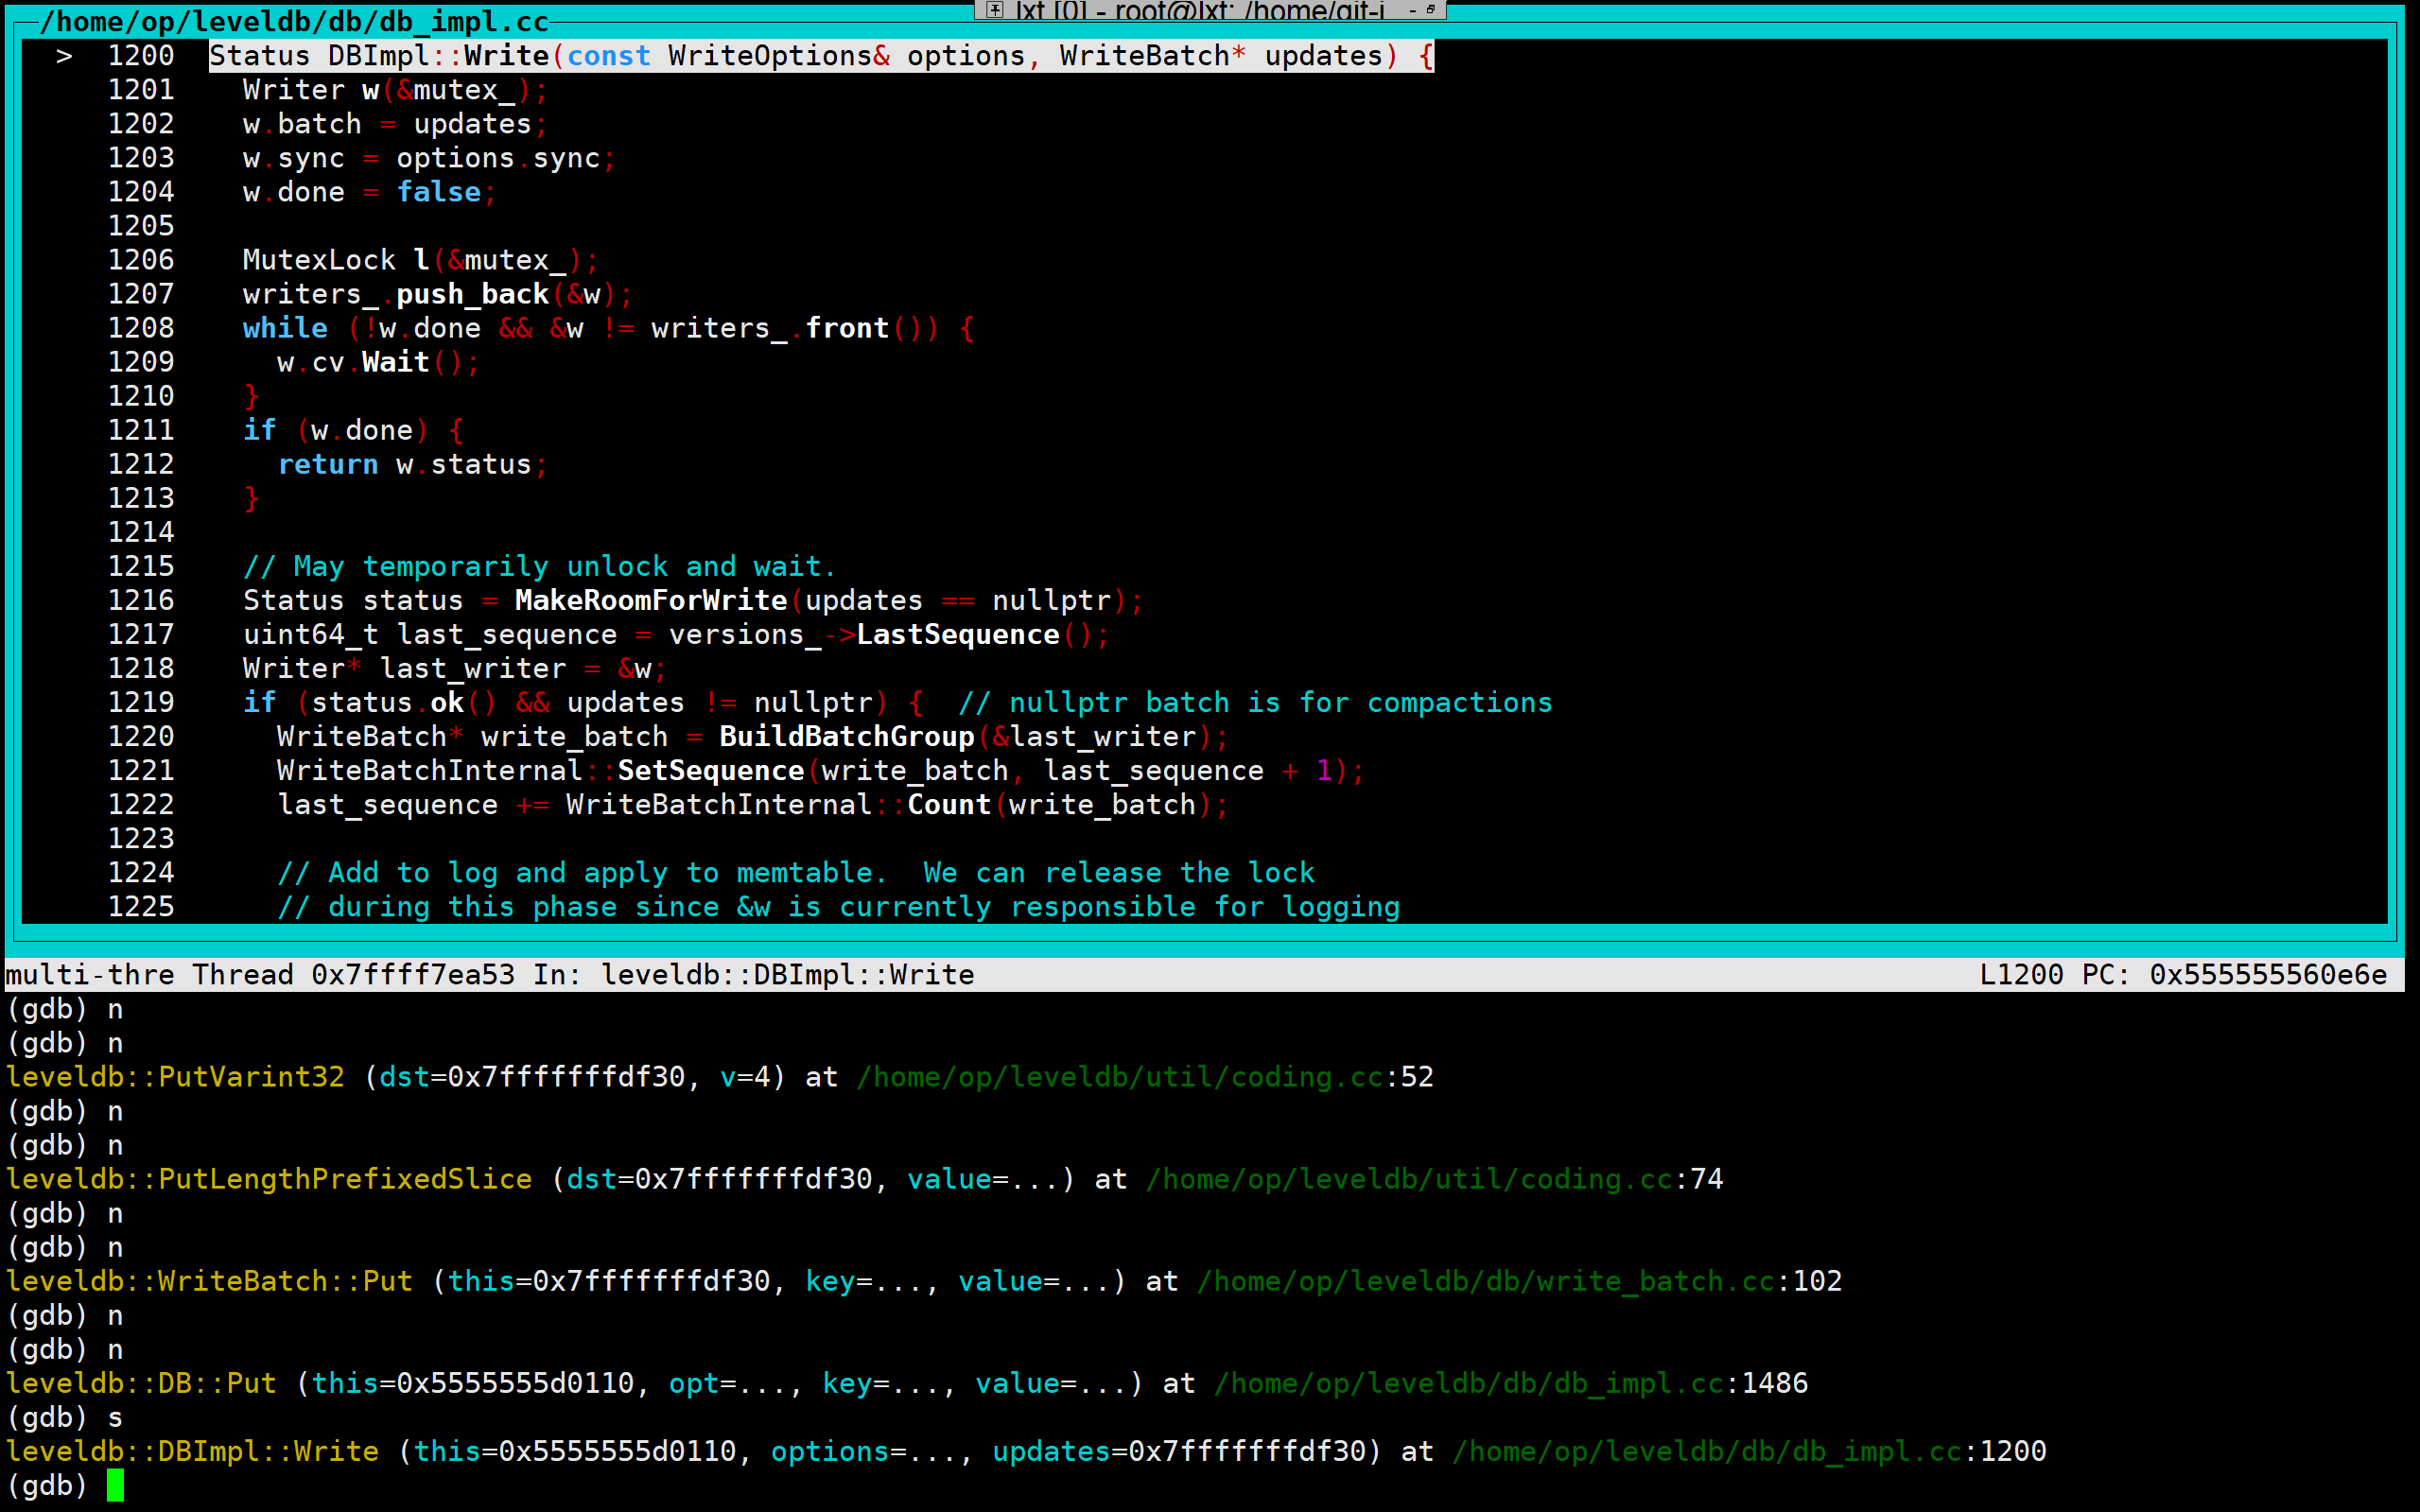 lxt [0] - root@lxt: /home/git-i
/home/op/leveldb/db/db_impl.cc
> 1200 Status DBImpl::Write(const WriteOptions& options, WriteBatch* updates) {
1201 Writer w(&mutex_);
1202 w.batch = updates;
1203 w.sync = options.sync;
1204 w.done = false;
1205
1206 MutexLock l(&mutex_);
1207 writers_.push_back(&w);
1208 while (!w.done && &w != writers_.front()) {
1209 w.cv.Wait();
1210 }
1211 if (w.done) {
1212 return w.status;
1213 }
1214
1215 // May temporarily unlock and wait.
1216 Status status = MakeRoomForWrite(updates == nullptr);
1217 uint64_t last_sequence = versions_->LastSequence();
1218 Writer* last_writer = &w;
1219 if (status.ok() && updates != nullptr) {  // nullptr batch is for compactions
1220 WriteBatch* write_batch = BuildBatchGroup(&last_writer);
1221 WriteBatchInternal::SetSequence(write_batch, last_sequence + 1);
1222 last_sequence += WriteBatchInternal::Count(write_batch);
1223
1224 // Add to log and apply to memtable.  We can release the lock
1225 // during this phase since &w is currently responsible for logging
multi-thre Thread 0x7ffff7ea53 In: leveldb::DBImpl::Write L1200 PC: 0x555555560e6e
(gdb) n
(gdb) n
leveldb::PutVarint32 (dst=0x7fffffffdf30, v=4) at /home/op/leveldb/util/coding.cc:52
(gdb) n
(gdb) n
leveldb::PutLengthPrefixedSlice (dst=0x7fffffffdf30, value=...) at /home/op/leveldb/util/coding.cc:74
(gdb) n
(gdb) n
leveldb::WriteBatch::Put (this=0x7fffffffdf30, key=..., value=...) at /home/op/leveldb/db/write_batch.cc:102
(gdb) n
(gdb) n
leveldb::DB::Put (this=0x5555555d0110, opt=..., key=..., value=...) at /home/op/leveldb/db/db_impl.cc:1486
(gdb) s
leveldb::DBImpl::Write (this=0x5555555d0110, options=..., updates=0x7fffffffdf30) at /home/op/leveldb/db/db_impl.cc:1200
(gdb)